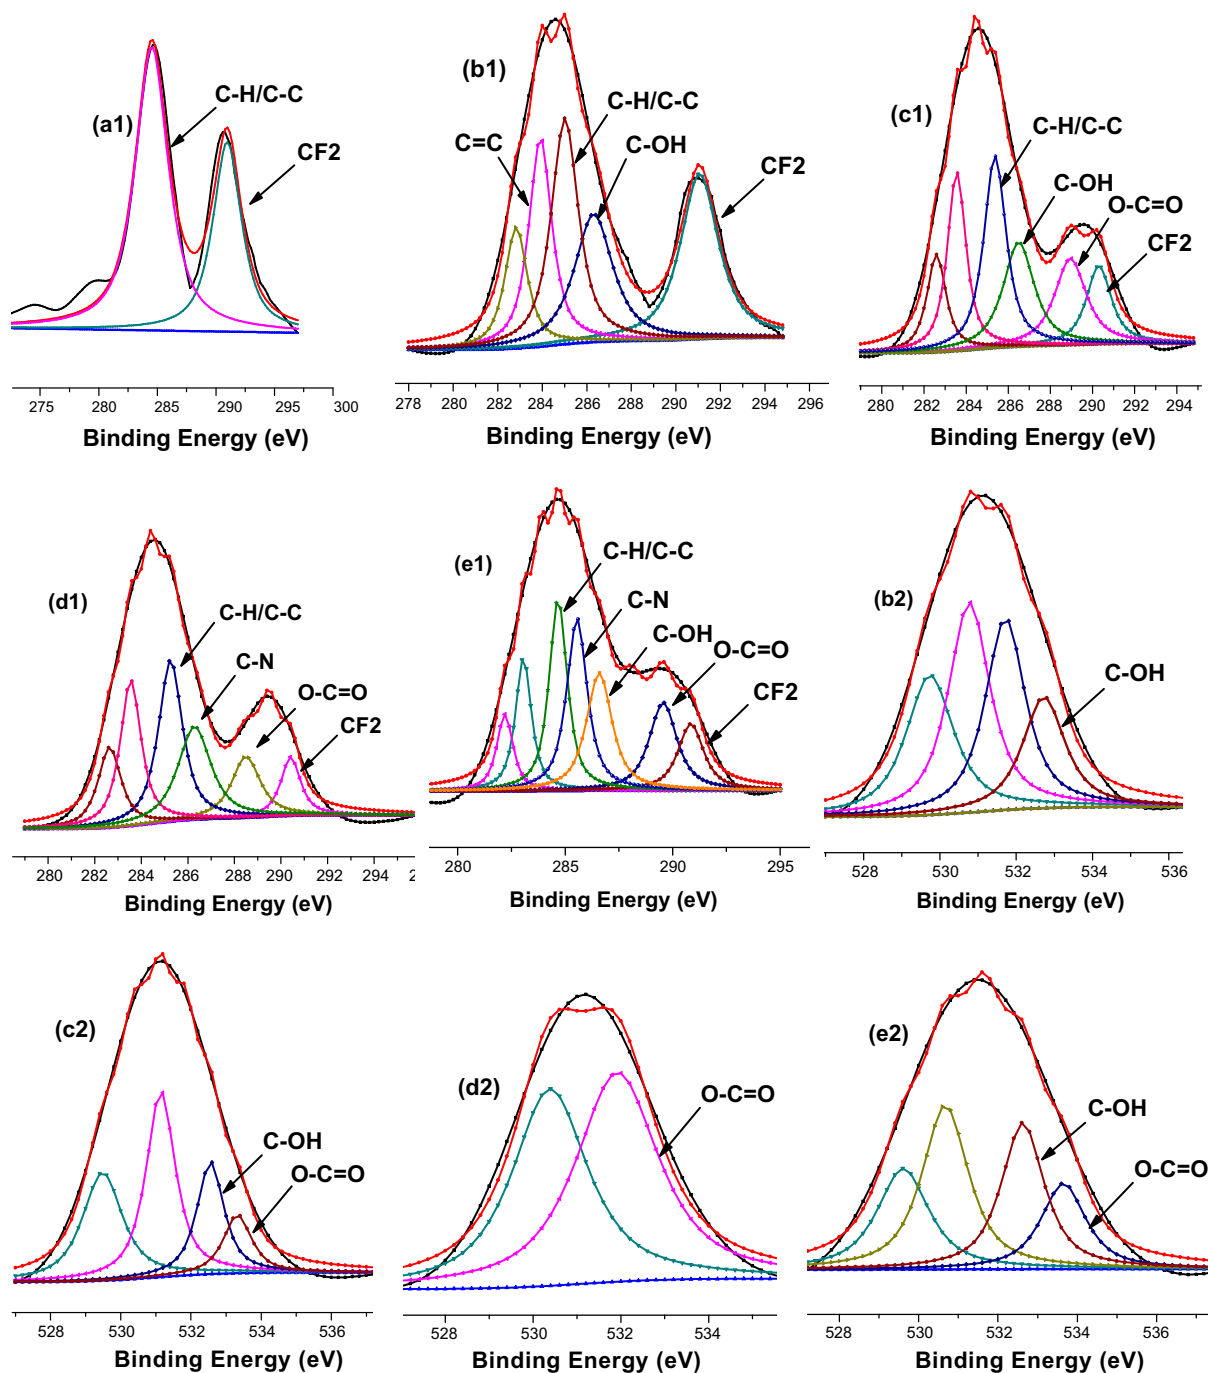 (a1)
C-H/C-C
CF2
275 280 285 290 295 300
Binding Energy (eV)
(b1)
C=C
C-H/C-C
C-OH
CF2
278 280 282 284 286 288 290 292 294 296
Binding Energy (eV)
(c1)
C-H/C-C
C-OH
O-C=O
CF2
280 282 284 286 288 290 292 294
Binding Energy (eV)
(d1)
C-H/C-C
C-N
O-C=O
CF2
280 282 284 286 288 290 292 294 2
Binding Energy (eV)
(e1)
C-H/C-C
C-N
C-OH
O-C=O
CF2
280 285 290 295
Binding Energy (eV)
(b2)
C-OH
528 530 532 534 536
Binding Energy (eV)
(c2)
C-OH
O-C=O
528 530 532 534 536
Binding Energy (eV)
(d2)
O-C=O
530 532 534
Binding Energy (eV)
(e2)
C-OH
O-C=O
528 530 532 534 536
Binding Energy (eV)